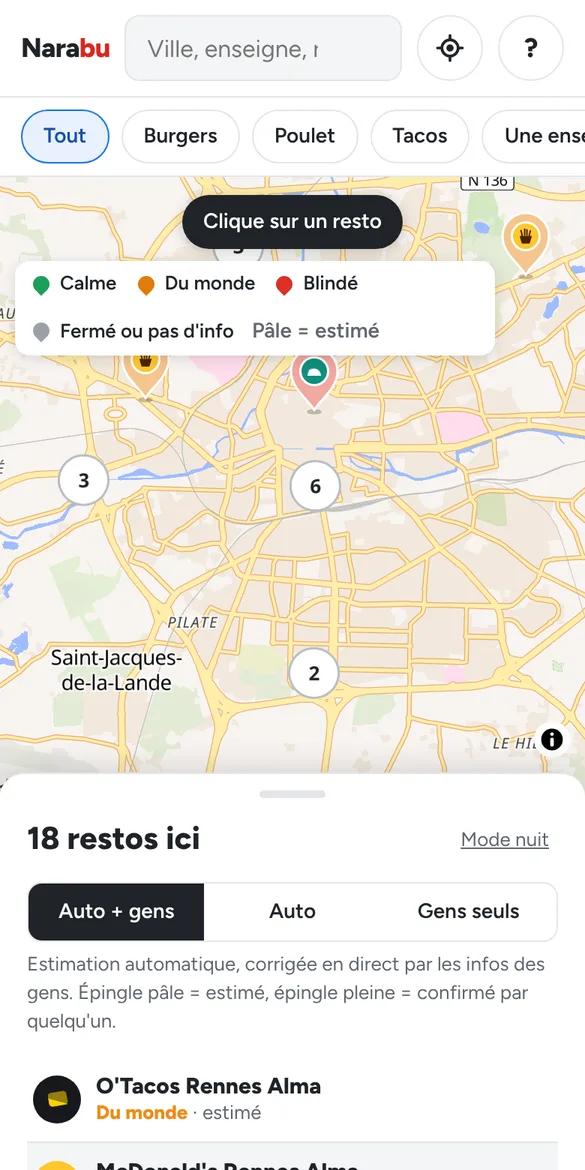 Narabu
Ville, enseigne, r
?
Tout
Burgers
Poulet
Tacos
Une ense
N 136
Clique sur un resto
Calme
Du monde
Blindé
Fermé ou pas d'info
Pâle = estimé
3
6
PILATE
Saint-Jacques-
de-la-Lande
2
LE HI
18 restos ici
Mode nuit
Auto + gens
Auto
Gens seuls
Estimation automatique, corrigée en direct par les infos des
gens. Épingle pâle = estimé, épingle pleine = confirmé par
quelqu'un.
O'Tacos Rennes Alma
Du monde · estimé
McDonald's Rennes Alma